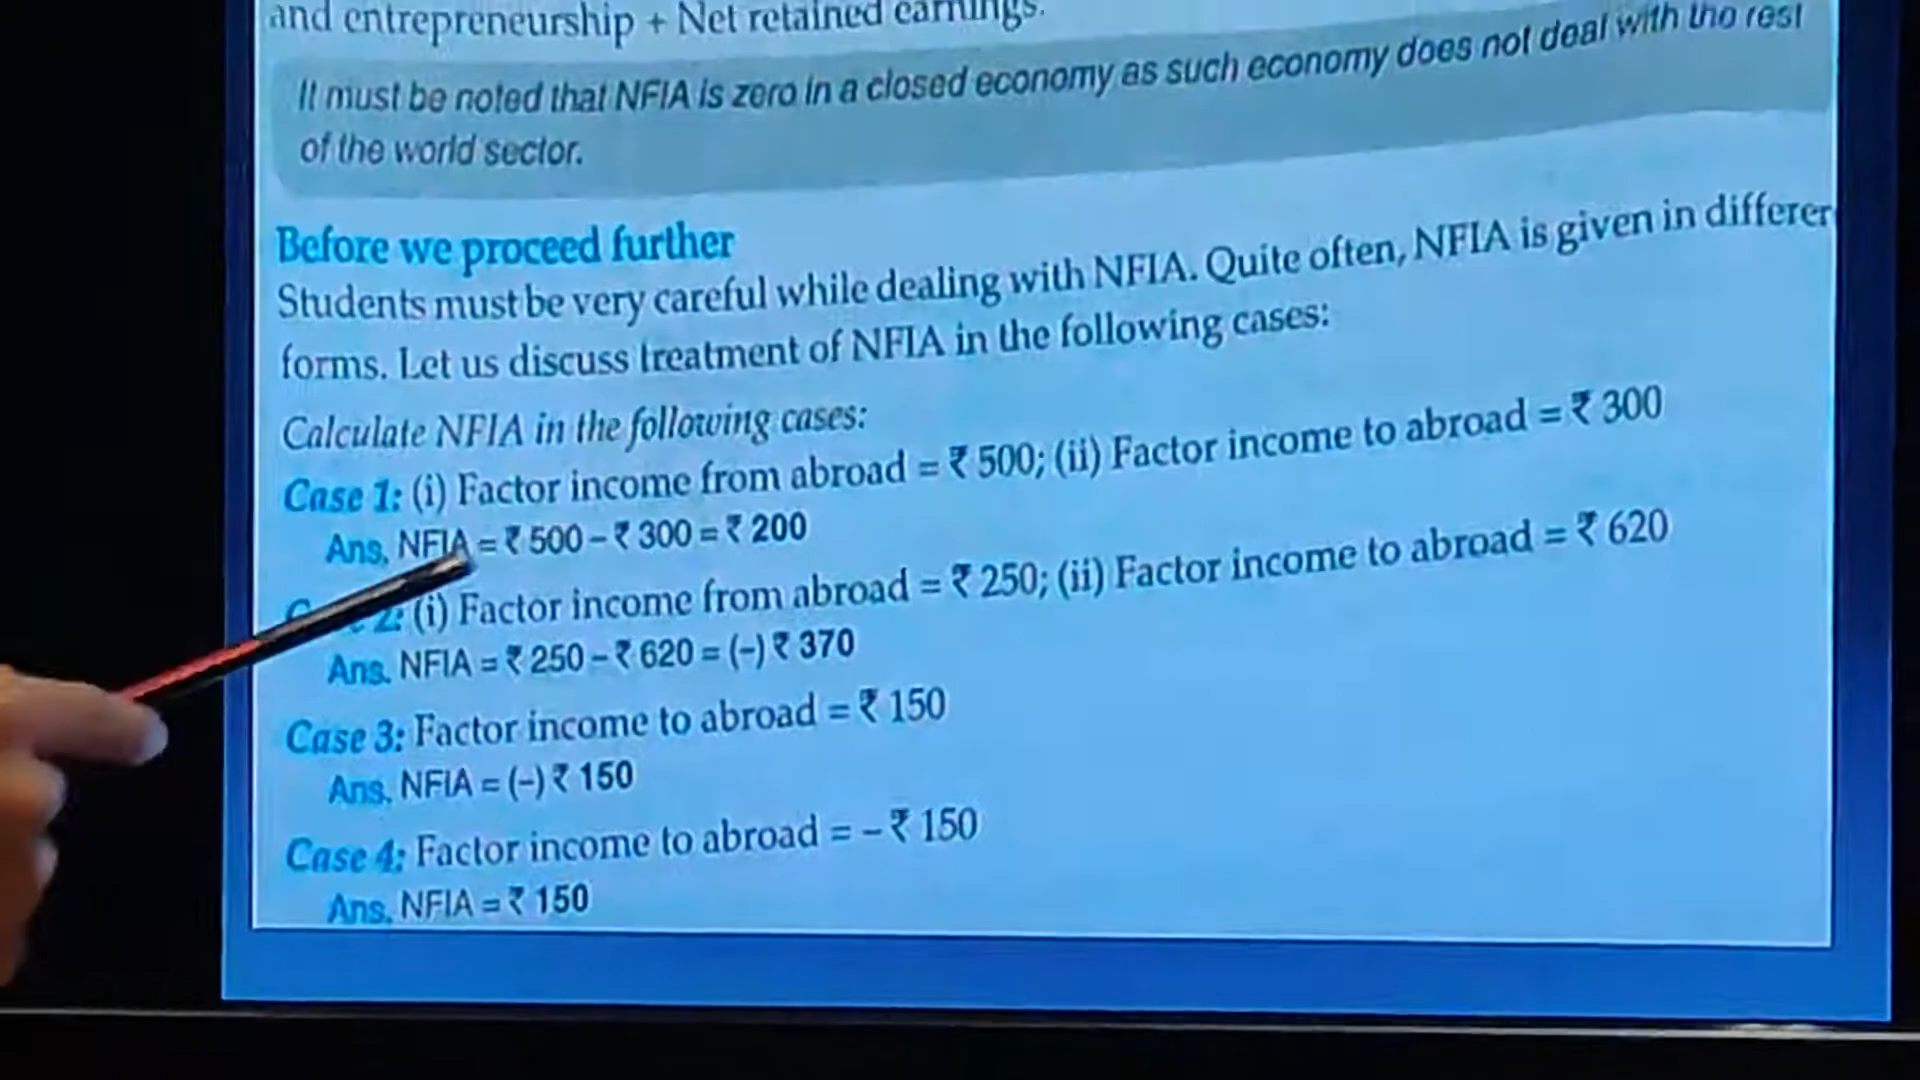 and entrepreneurship + Net retained earnings.
It must be noted that NFIA is zero in a closed economy as such economy does not deal with the rest
of the world sector.
Before we proceed further
Students must be very careful while dealing with NFIA. Quite often, NFIA is given in differen
forms. Let us discuss treatment of NFIA in the following cases:
Calculate NFIA in the following cases:
Case 1: (i) Factor income from abroad = ₹ 500; (ii) Factor income to abroad = ₹ 300
Ans. NFIA = ₹ 500 – ₹ 300 = ₹ 200
2: (i) Factor income from abroad = ₹ 250; (ii) Factor income to abroad = ₹ 620
Ans. NFIA = ₹ 250 – ₹ 620 = (–) ₹ 370
Case 3: Factor income to abroad = ₹ 150
Ans. NFIA = (–) ₹ 150
Case 4: Factor income to abroad = – ₹ 150
Ans. NFIA = ₹ 150